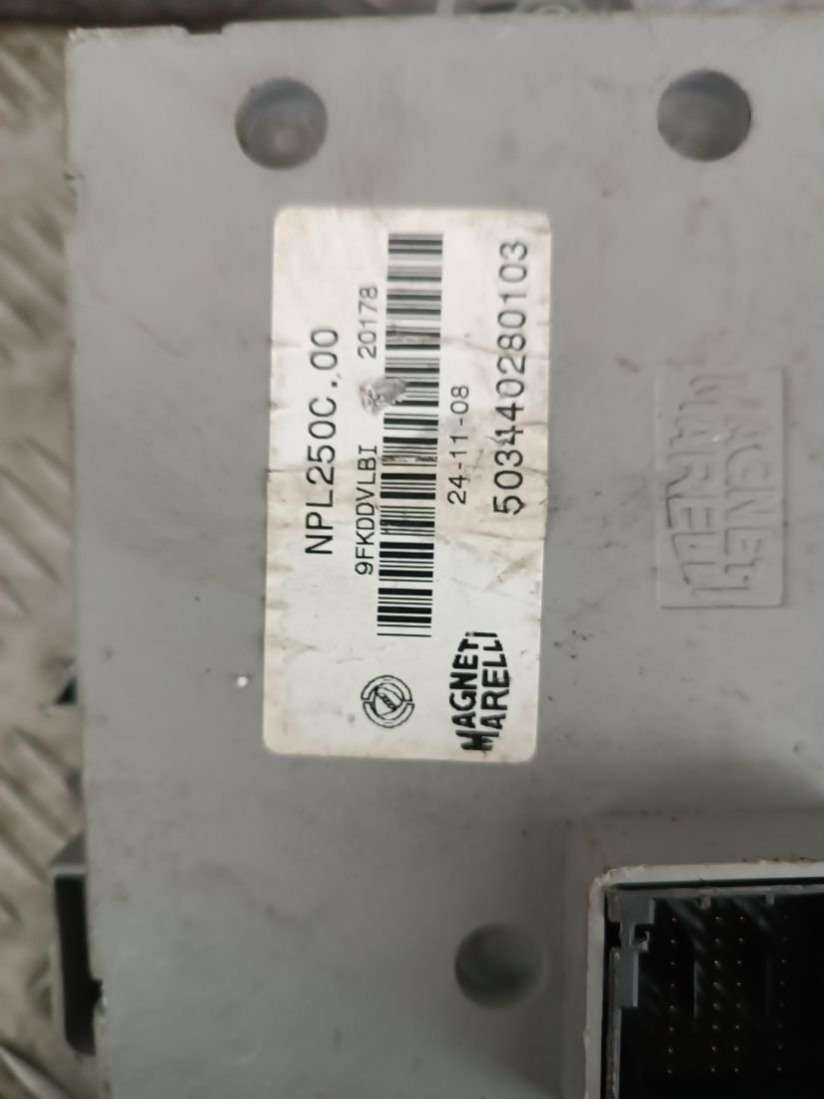 NPL250C.00
9FKDDVLBI 20178
24-11-08
503440280103
MAGNETI
MARELLI
MAGNETI
MARELLI